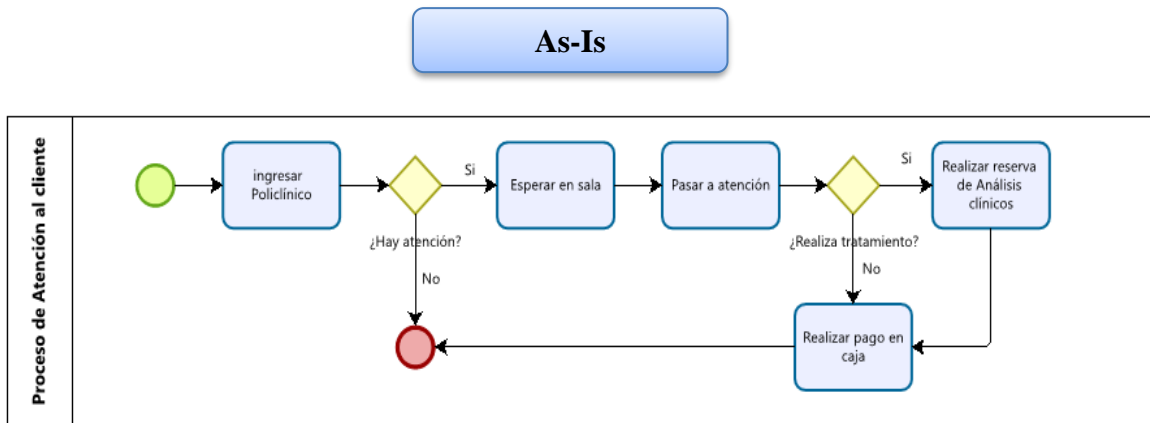 As-Is
Proceso de Atención al cliente
ingresar
Policlínico
¿Hay atención?
Si
No
Esperar en sala
Pasar a atención
¿Realiza tratamiento?
Si
No
Realizar reserva
de Análisis
clínicos
Realizar pago en
caja